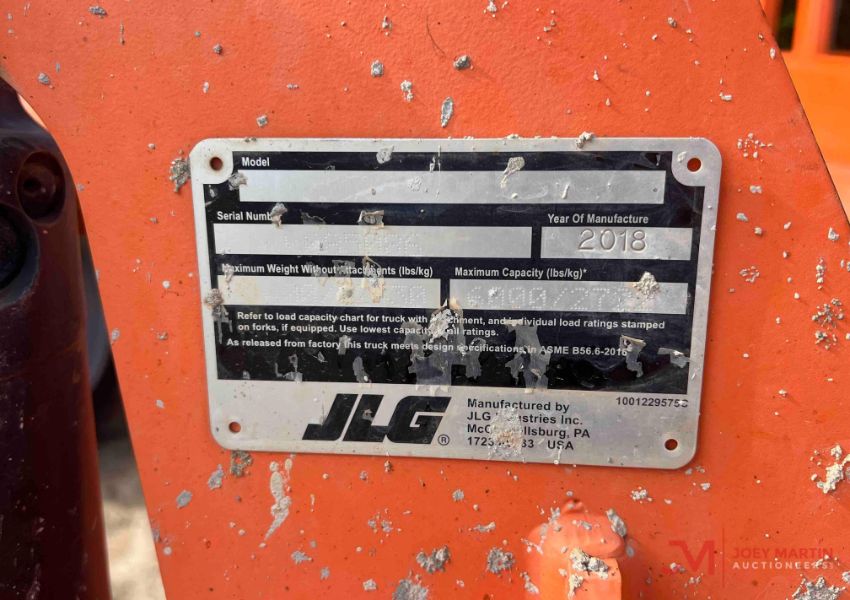 Model
Serial Number
Year Of Manufacture
2018
Maximum Weight Without Attachments (lbs/kg)
Maximum Capacity (lbs/kg)*
Refer to load capacity chart for truck with attachment, and individual load ratings stamped
on forks, if equipped. Use lowest capacity all ratings.
As released from factory this truck meets design specifications in ASME B56.6-2016
JLG®
Manufactured by
JLG Industries Inc.
McConnellsburg, PA
USA
1001229575
JM JOEY MARTIN
AUCTIONEERS